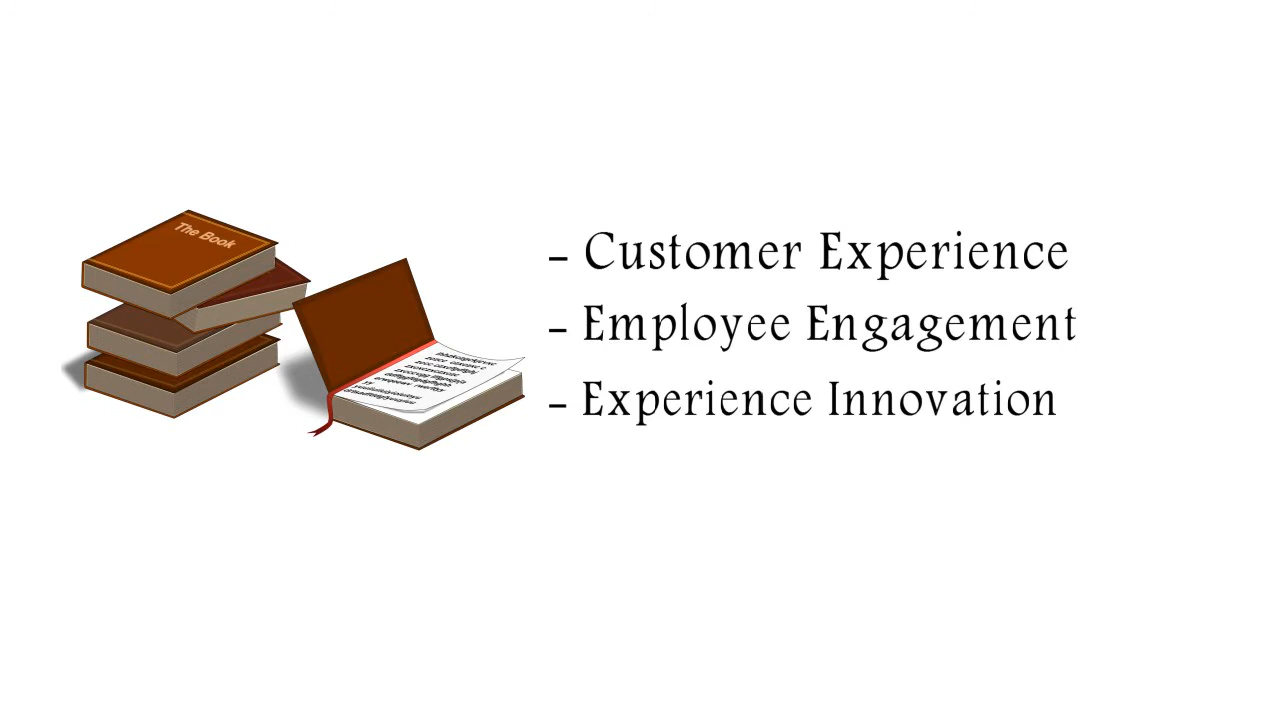 The Book
- Customer Experience
- Employee Engagement
- Experience Innovation